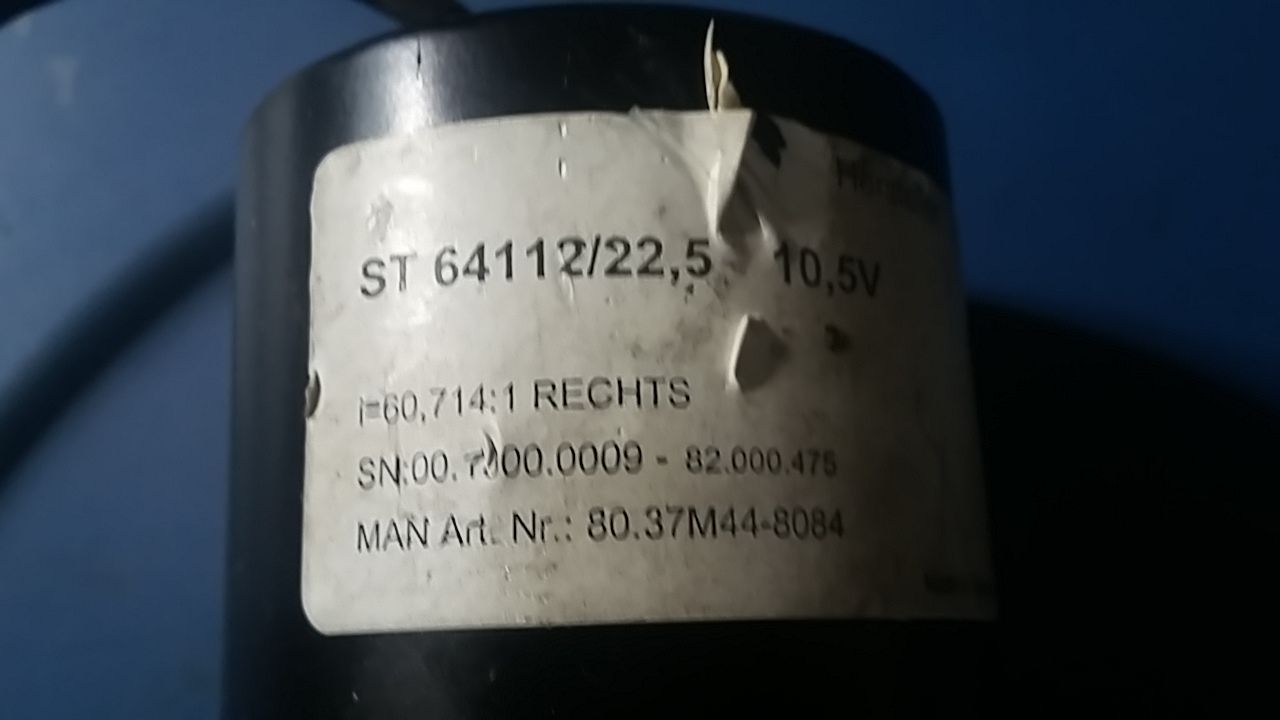 ST 64112/22,5 10,5V
i=60,714:1 RECHTS
SN:00.7000.0009 - 82.000.475
MAN Art. Nr.: 80.37M44-8084